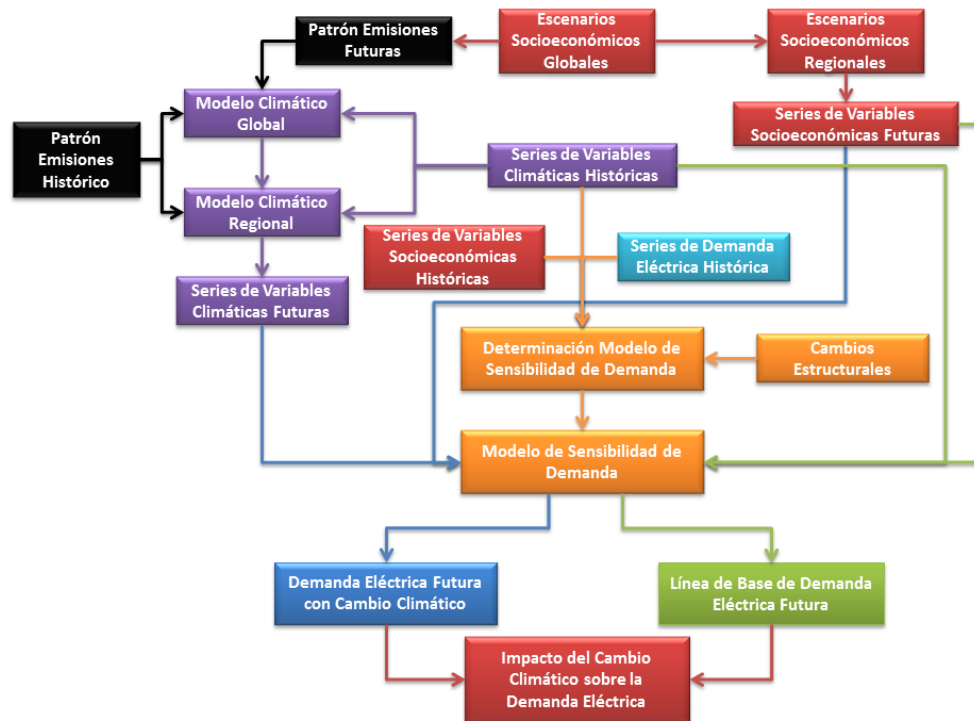 Patrón Emisiones
Futuras
Escenarios
Socioeconómicos
Globales
Escenarios
Socioeconómicos
Regionales
Modelo Climático
Global
Series de Variables
Socioeconómicas Futuras
Patrón
Emisiones
Histórico
Series de Variables
Climáticas Históricas
Modelo Climático
Regional
Series de Variables
Socioeconómicas
Históricas
Series de Demanda
Eléctrica Histórica
Series de Variables
Climáticas Futuras
Determinación Modelo de
Sensibilidad de Demanda
Cambios
Estructurales
Modelo de Sensibilidad de
Demanda
Demanda Eléctrica Futura
con Cambio Climático
Línea de Base de Demanda
Eléctrica Futura
Impacto del Cambio
Climático sobre la
Demanda Eléctrica